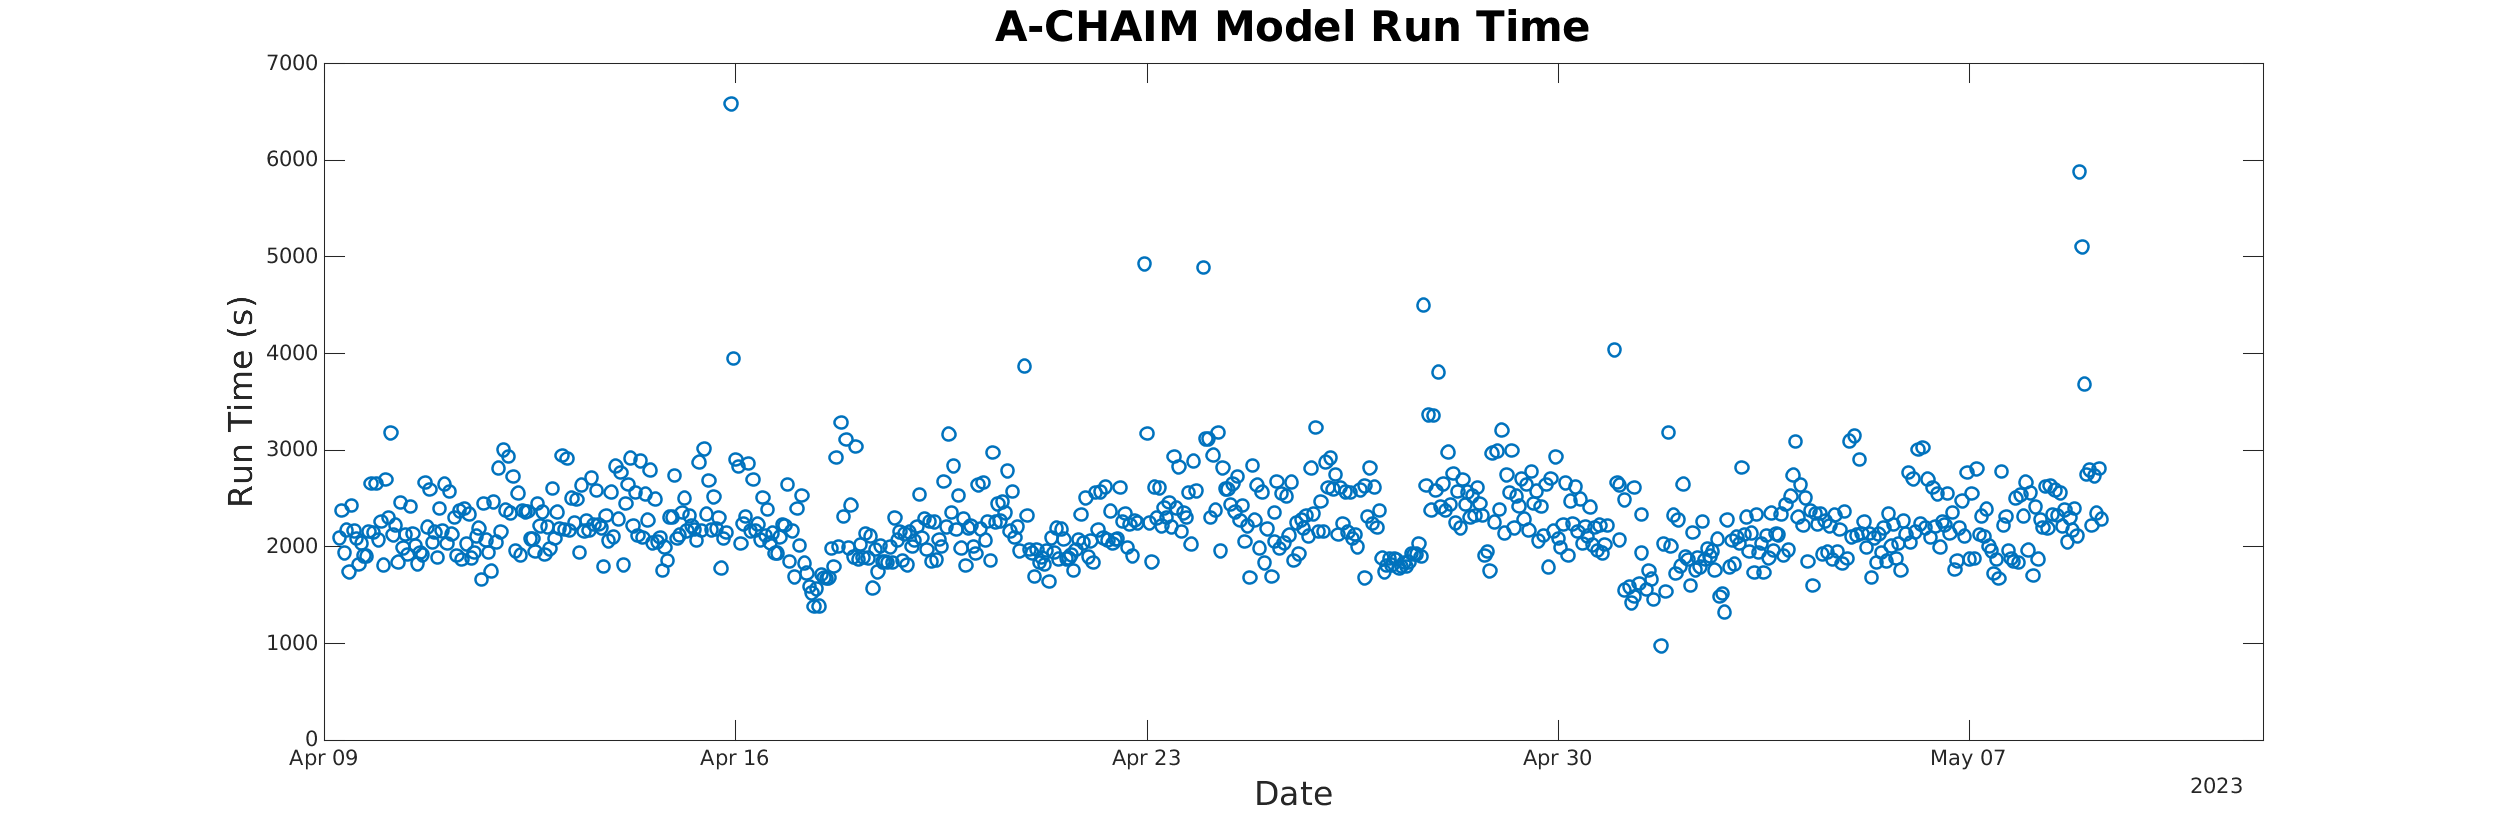 A-CHAIM Model Run Time
7000
6000
5000
4000
3000
2000
1000
0
Run Time (s)
Apr 09 Apr 16 Apr 23 Apr 30 May 07
2023
Date